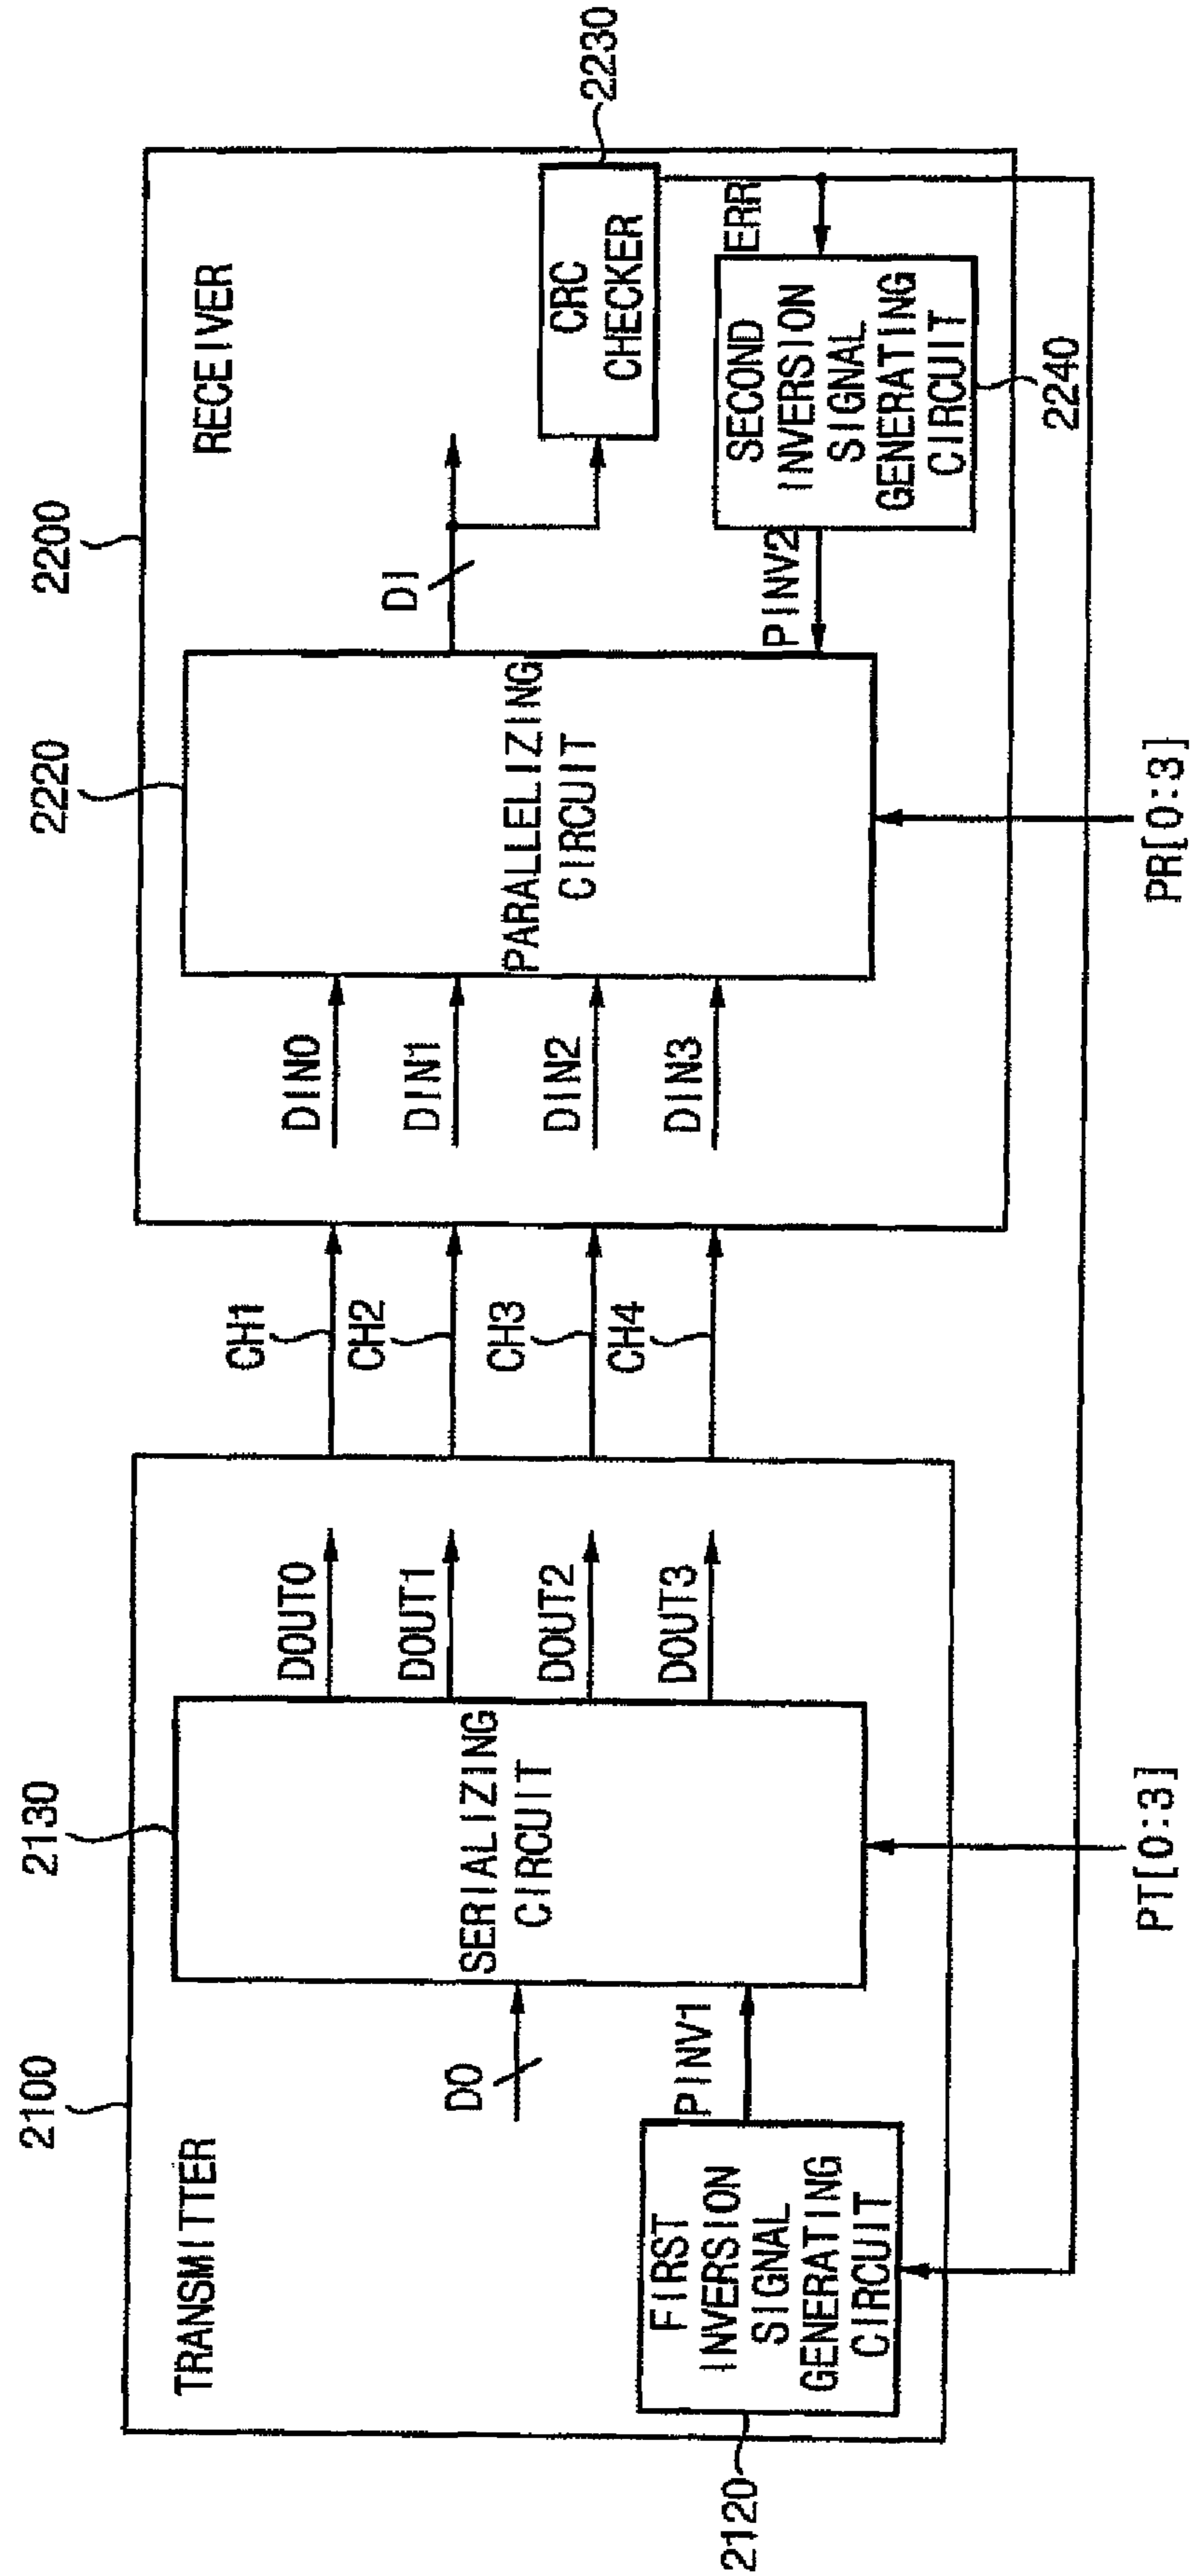 2100
2130
2220
2200
TRANSMITTER
RECEIVER
DO
SERIALIZING
CIRCUIT
DOUT0
DOUT1
DOUT2
DOUT3
CH1
CH2
CH3
CH4
DIN0
DIN1
DIN2
DIN3
PARALLELIZING
CIRCUIT
DI
CRC
CHECKER
2230
ERR
FIRST
INVERSION
SIGNAL
GENERATING
CIRCUIT
2120
PINV1
PINV2
SECOND
INVERSION
SIGNAL
GENERATING
CIRCUIT
2240
PT[0:3]
PR[0:3]